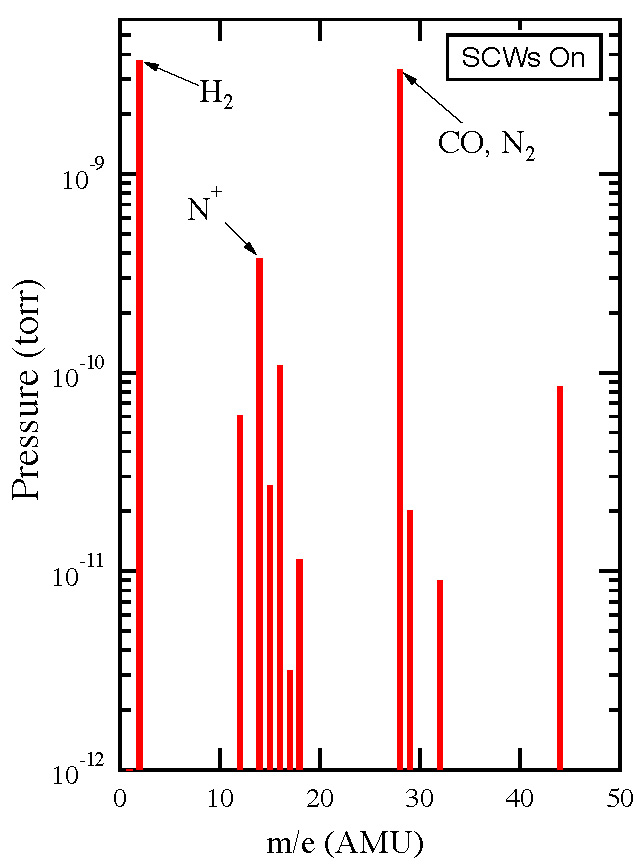 SCWs On
H₂
CO, N₂
N⁺
10⁻⁹
10⁻¹⁰
10⁻¹¹
10⁻¹²
Pressure (torr)
0 10 20 30 40 50
m/e (AMU)